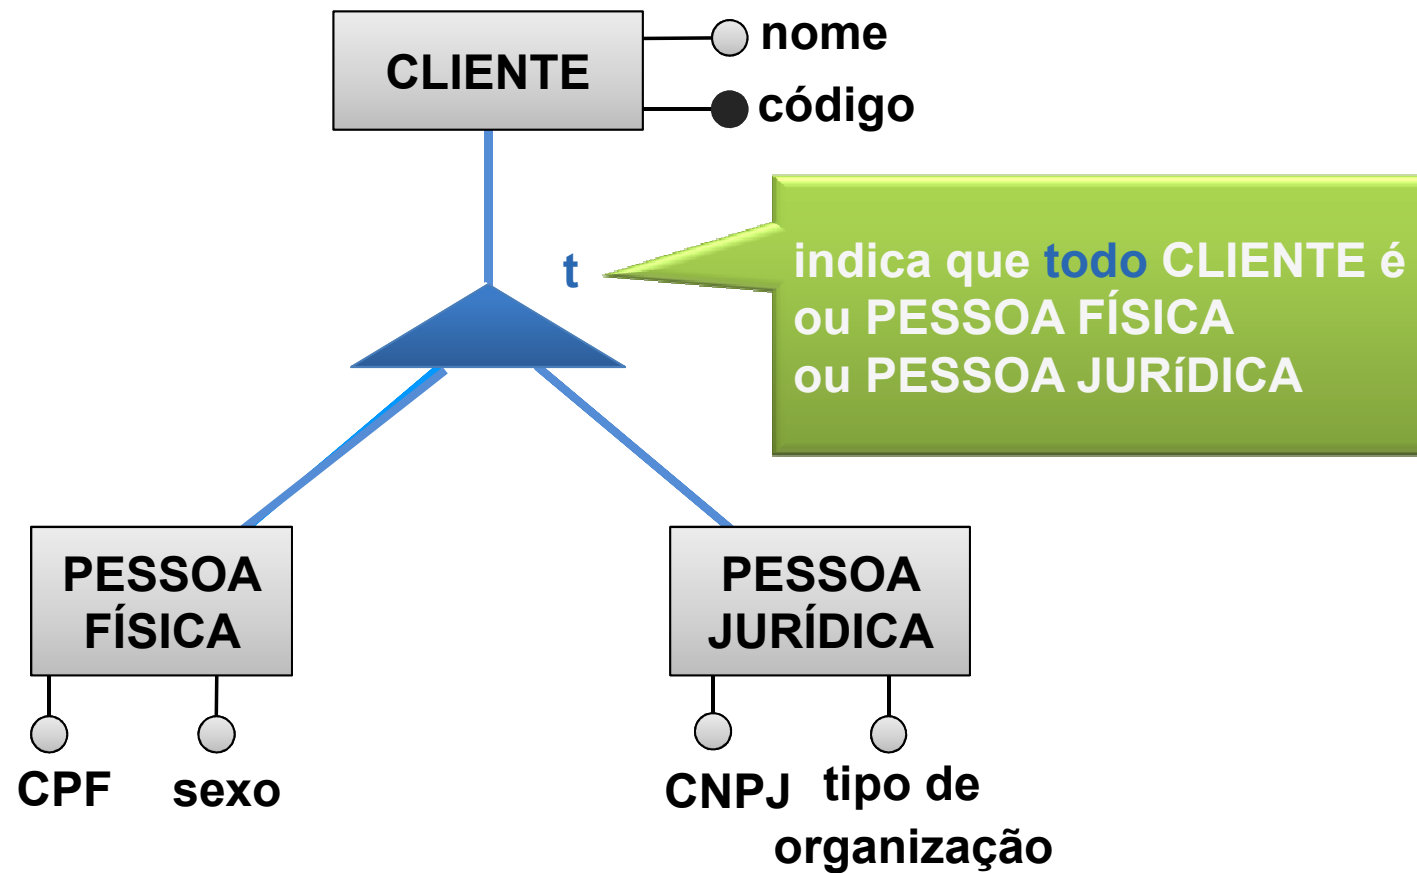 nome
CLIENTE
código
t
indica que todo CLIENTE é
ou PESSOA FÍSICA
ou PESSOA JURíDICA
PESSOA
FÍSICA
PESSOA
JURÍDICA
CPF
sexo
CNPJ
tipo de
organização